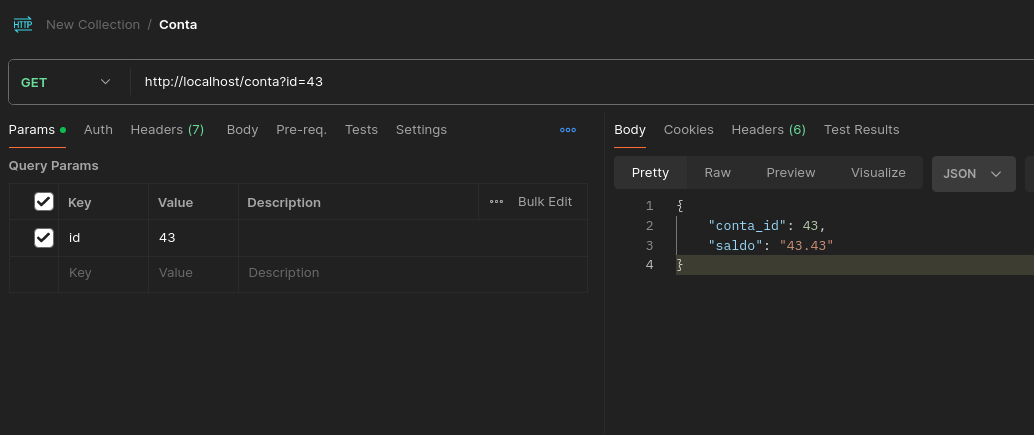 HTTP New Collection / Conta
GET http://localhost/conta?id=43
Params Auth Headers (7) Body Pre-req. Tests Settings
Query Params
Key Value Description Bulk Edit
id 43
Key Value Description
Body Cookies Headers (6) Test Results
Pretty Raw Preview Visualize JSON
1 {
2 "conta_id": 43,
3 "saldo": "43.43"
4 }